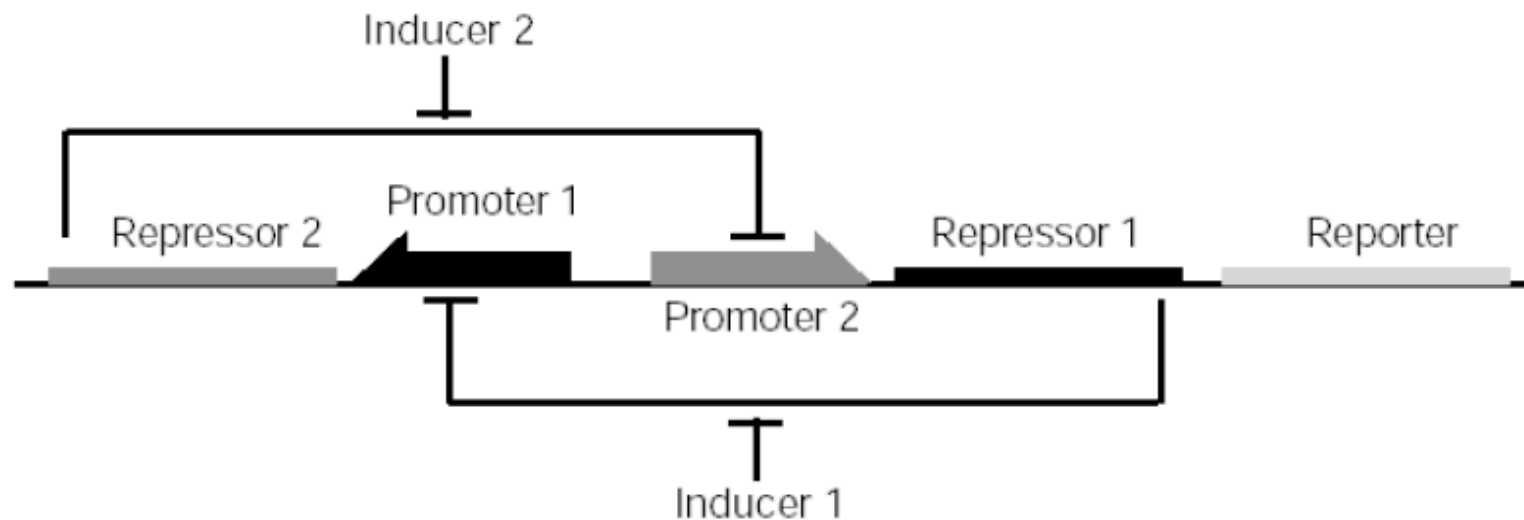 Inducer 2
Promoter 1
Repressor 2
Repressor 1
Reporter
Promoter 2
Inducer 1